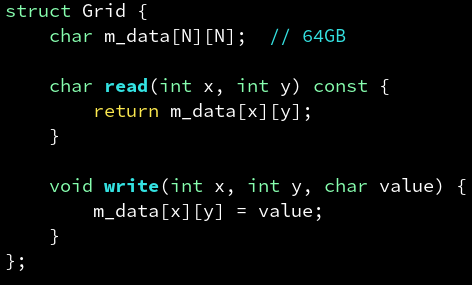 struct Grid {
    char m_data[N][N];  // 64GB

    char read(int x, int y) const {
        return m_data[x][y];
    }

    void write(int x, int y, char value) {
        m_data[x][y] = value;
    }
};